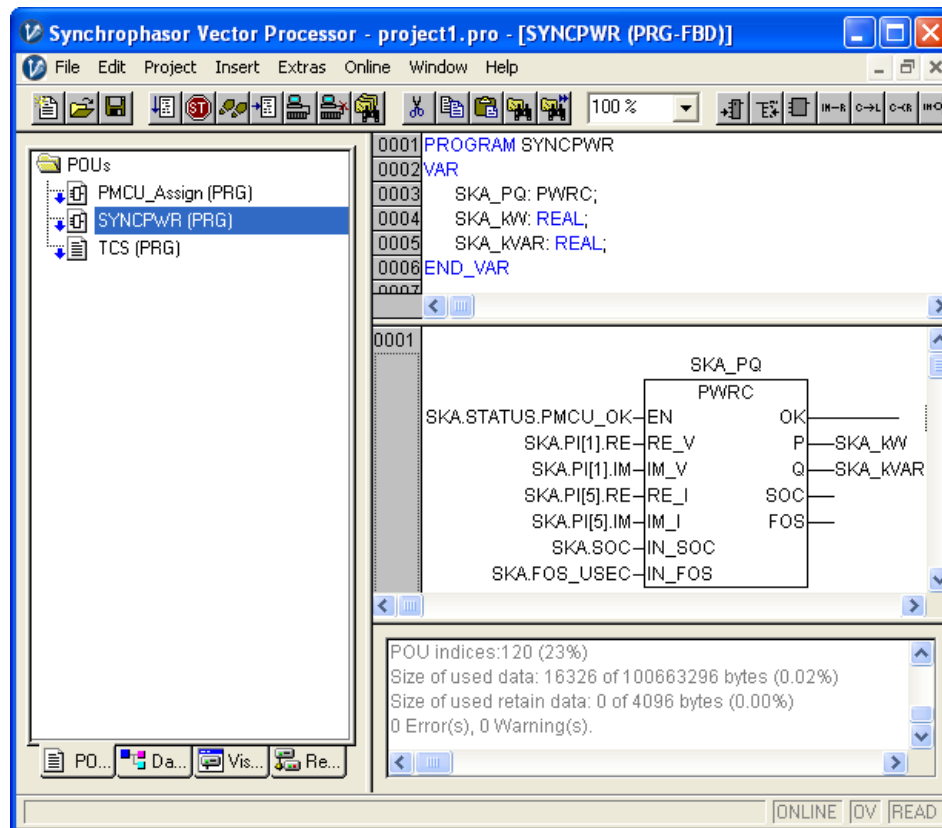 Synchrophasor Vector Processor - project1.pro - [SYNCPWR (PRG-FBD)]
File Edit Project Insert Extras Online Window Help
100 %
POUs
PMCU_Assign (PRG)
SYNCPWR (PRG)
TCS (PRG)
0001 PROGRAM SYNCPWR
0002 VAR
0003 SKA_PQ: PWRC;
0004 SKA_kW: REAL;
0005 SKA_kVAR: REAL;
0006 END_VAR
0007
0001
SKA_PQ
PWRC
SKA.STATUS.PMCU_OK EN OK
SKA.PI[1].RE RE_V P SKA_kW
SKA.PI[1].IM IM_V Q SKA_kVAR
SKA.PI[5].RE RE_I SOC
SKA.PI[5].IM IM_I FOS
SKA.SOC IN_SOC
SKA.FOS_USEC IN_FOS
POU indices:120 (23%)
Size of used data: 16326 of 100663296 bytes (0.02%)
Size of used retain data: 0 of 4096 bytes (0.00%)
0 Error(s), 0 Warning(s).
PO... Da... Vis... Re...
ONLINE OV READ